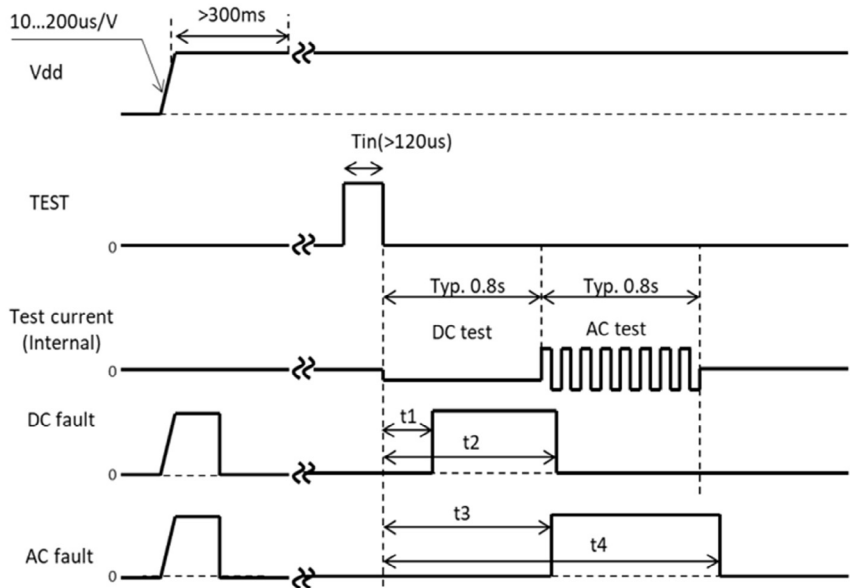 >300ms
10...200us/V
Vdd
Tin(>120us)
TEST
0
Typ. 0.8s
Typ. 0.8s
Test current
(Internal)
DC test
AC test
0
DC fault
t1
t2
0
t3
t4
AC fault
0